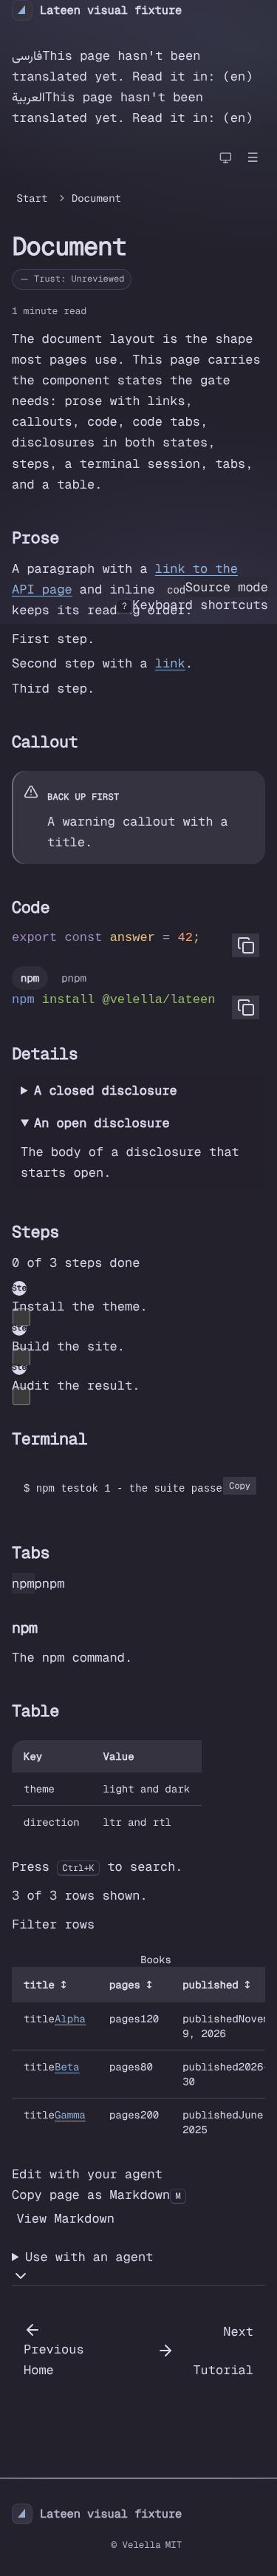 Lateen visual fixture
فارسیThis page hasn't been
translated yet. Read it in: (en)
العربيةThis page hasn't been
translated yet. Read it in: (en)
Start > Document
Document
— Trust: Unreviewed
1 minute read
The document layout is the shape
most pages use. This page carries
the component states the gate
needs: prose with links,
callouts, code, code tabs,
disclosures in both states,
steps, a terminal session, tabs,
and a table.
Prose
A paragraph with a link to the
API page and inline cod
Source mode
keeps its reading order.
? Keyboard shortcuts
First step.
Second step with a link.
Third step.
Callout
BACK UP FIRST
A warning callout with a
title.
Code
export const answer = 42;
npm pnpm
npm install @velella/lateen
Details
A closed disclosure
An open disclosure
The body of a disclosure that
starts open.
Steps
0 of 3 steps done
Ste
Install the theme.
Ste
Build the site.
Ste
Audit the result.
Terminal
$ npm testok 1 - the suite passe
Copy
Tabs
npmpnpm
npm
The npm command.
Table
Key Value
theme light and dark
direction ltr and rtl
Press Ctrl+K to search.
3 of 3 rows shown.
Filter rows
Books
title ↕ pages ↕ published ↕
titleAlpha pages120 publishedNovem
9, 2026
titleBeta pages80 published2026-
30
titleGamma pages200 publishedJune
2025
Edit with your agent
Copy page as Markdown M
View Markdown
Use with an agent
Previous
Home
Next
Tutorial
Lateen visual fixture
© Velella MIT